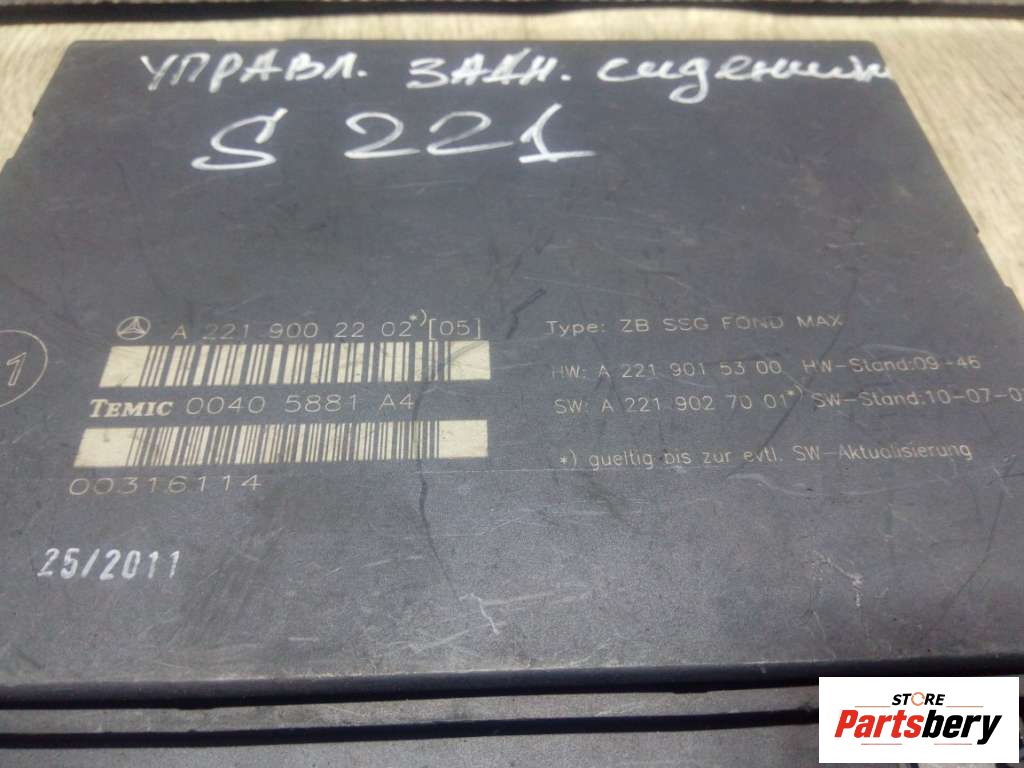 УПРАВЛ. ЗАДН. сидениями
S 221
A 221 900 22 02*)[05]
TEMIC 0040 5881 A4
00316114
25/2011
1
Type: ZB SSG FOND MAX
HW: A 221 901 53 00 HW-Stand:09-46
SW: A 221 902 70 01*) SW-Stand:10-07-0
*) gueltig bis zur evtl. SW-Aktualisierung
STORE
Partsbery